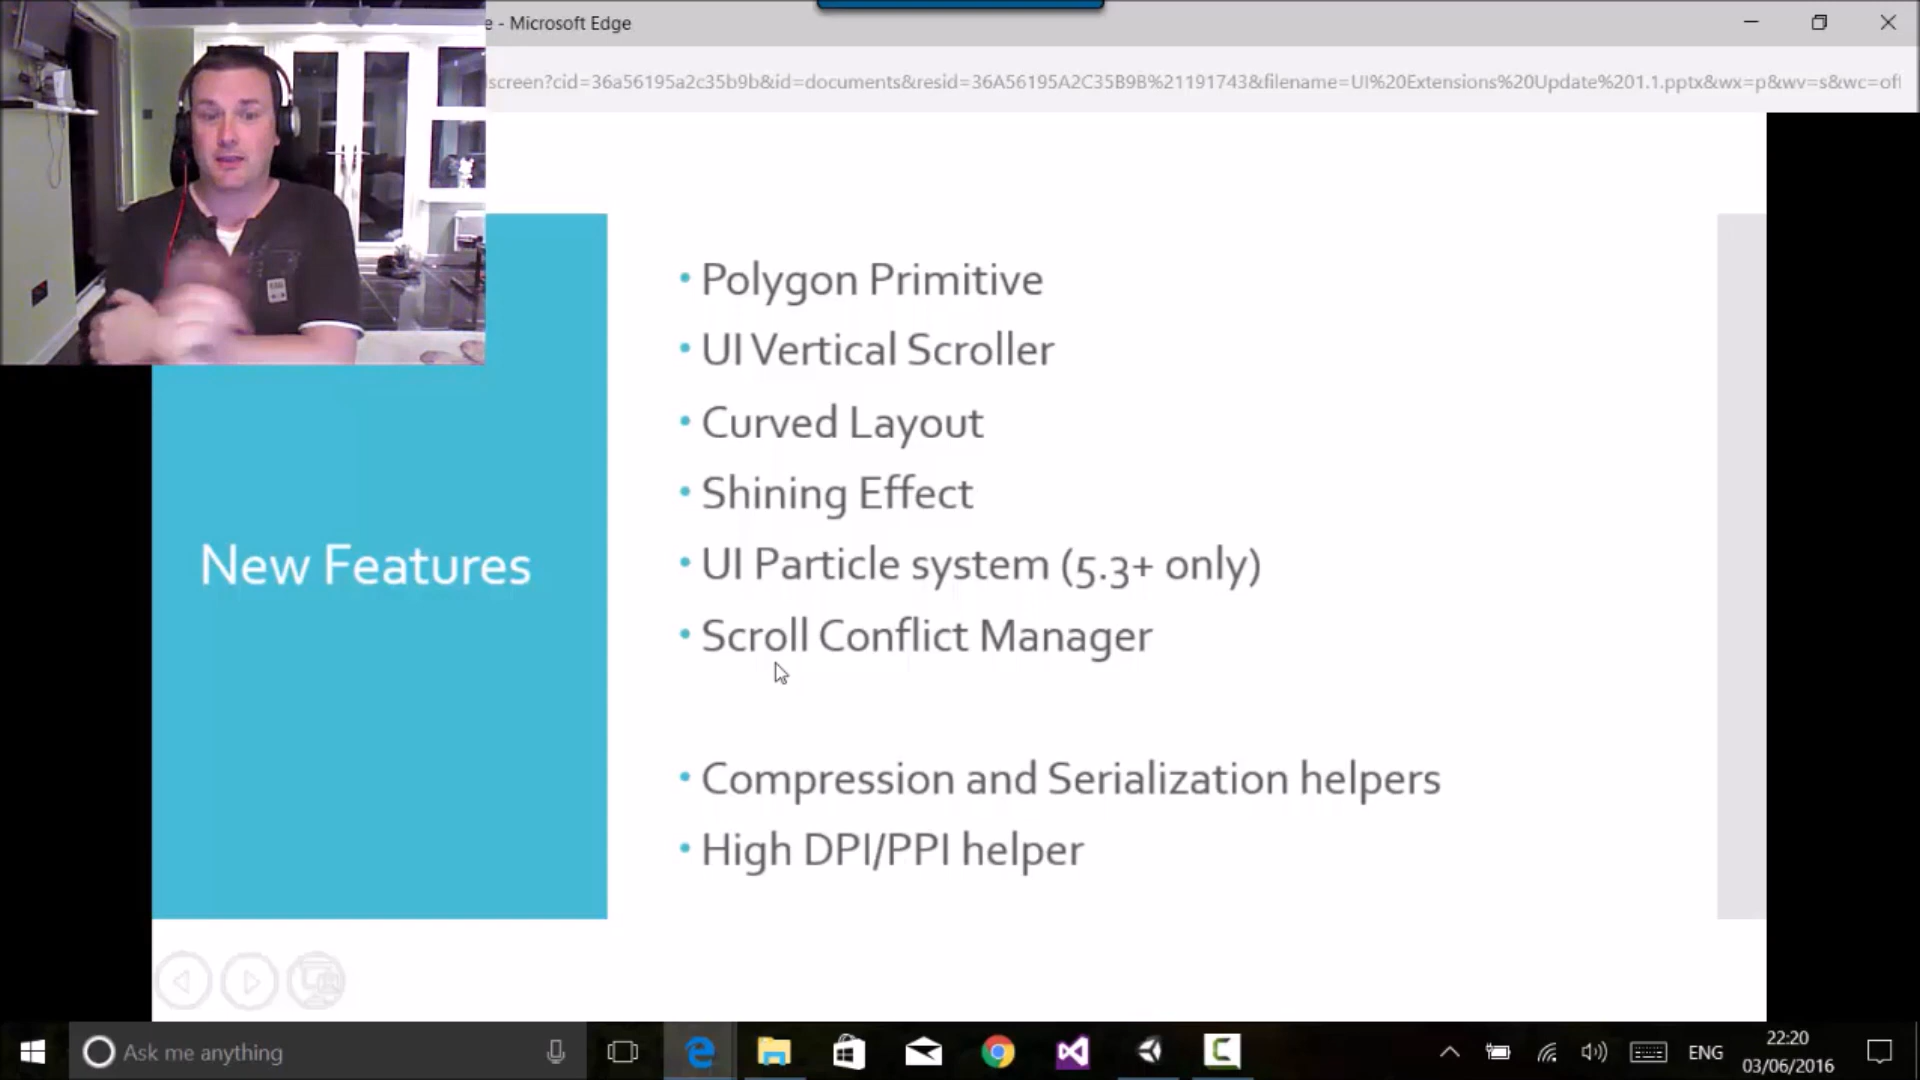 e - Microsoft Edge
lscreen?cid=36a56195a2c35b9b&id=documents&resid=36A56195A2C35B9B%21191743&filename=UI%20Extensions%20Update%201.1.pptx&wx=p&wv=s&wc=ofl
New Features
• Polygon Primitive
• UI Vertical Scroller
• Curved Layout
• Shining Effect
• UI Particle system (5.3+ only)
• Scroll Conflict Manager
• Compression and Serialization helpers
• High DPI/PPI helper
Ask me anything
ENG
22:20
03/06/2016